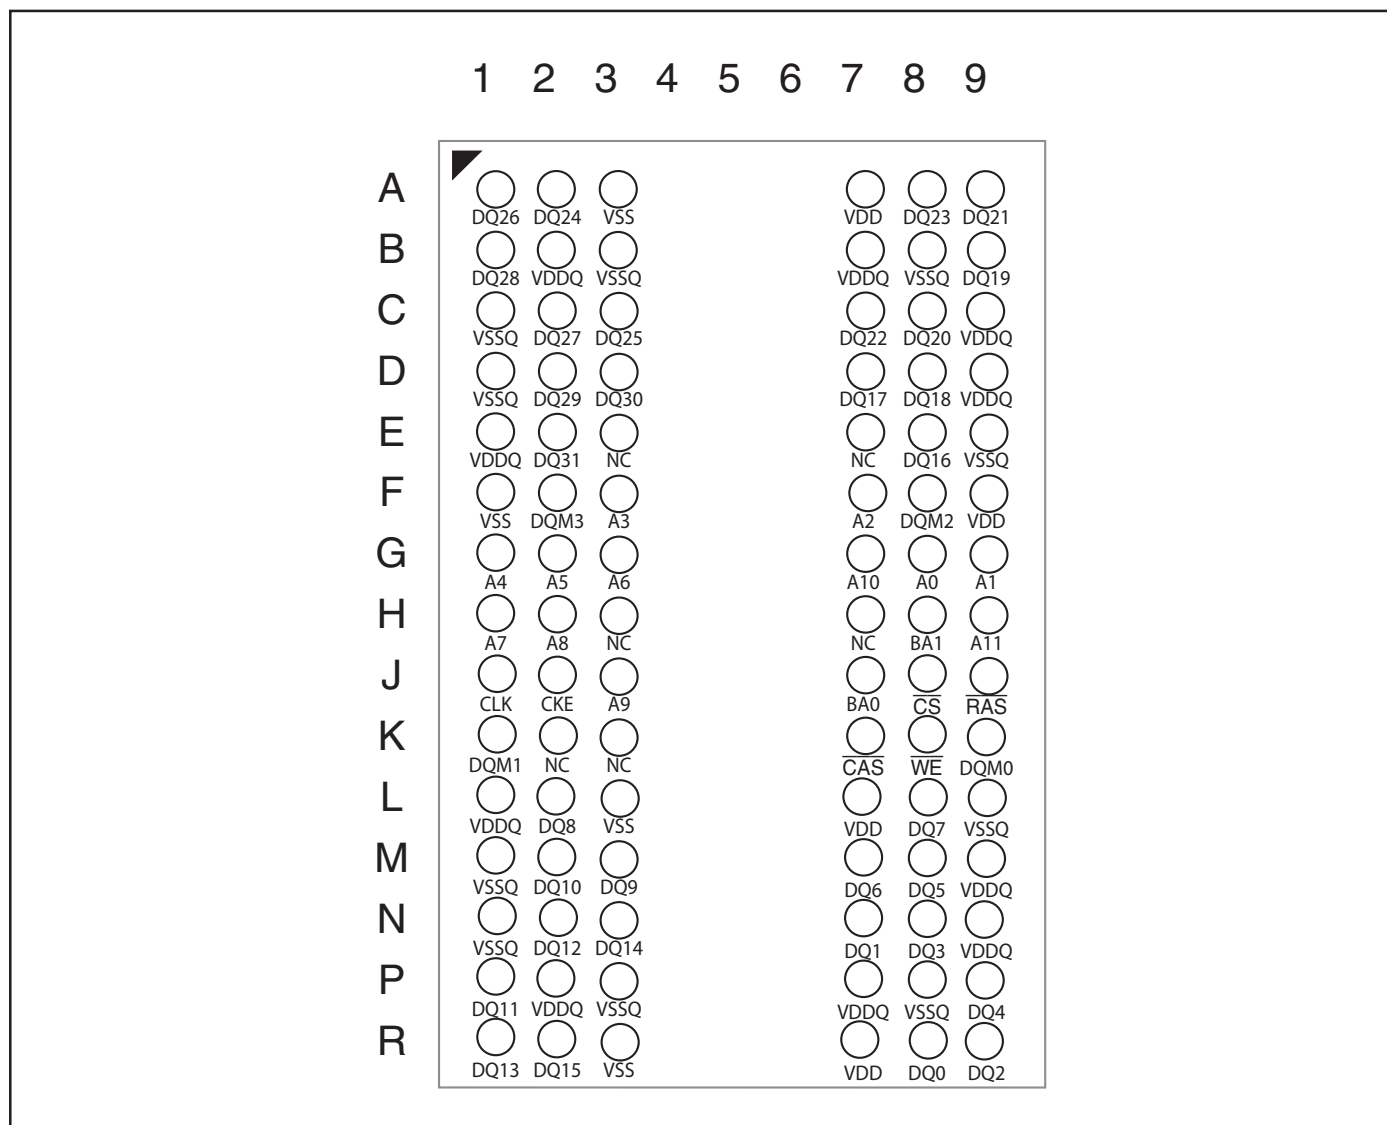 1 2 3 4 5 6 7 8 9
A
DQ26 DQ24 VSS VDD DQ23 DQ21
B
DQ28 VDDQ VSSQ VDDQ VSSQ DQ19
C
VSSQ DQ27 DQ25 DQ22 DQ20 VDDQ
D
VSSQ DQ29 DQ30 DQ17 DQ18 VDDQ
E
VDDQ DQ31 NC NC DQ16 VSSQ
F
VSS DQM3 A3 A2 DQM2 VDD
G
A4 A5 A6 A10 A0 A1
H
A7 A8 NC NC BA1 A11
J
CLK CKE A9 BA0 C̅S̅ R̅A̅S̅
K
DQM1 NC NC C̅A̅S̅ W̅E̅ DQM0
L
VDDQ DQ8 VSS VDD DQ7 VSSQ
M
VSSQ DQ10 DQ9 DQ6 DQ5 VDDQ
N
VSSQ DQ12 DQ14 DQ1 DQ3 VDDQ
P
DQ11 VDDQ VSSQ VDDQ VSSQ DQ4
R
DQ13 DQ15 VSS VDD DQ0 DQ2